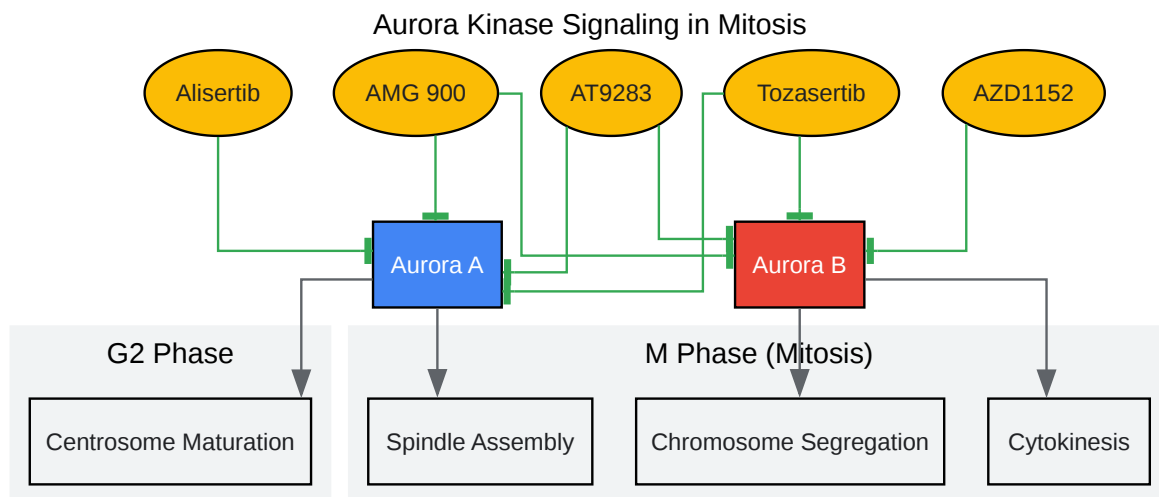 Aurora Kinase Signaling in Mitosis
Alisertib
AMG 900
AT9283
Tozasertib
AZD1152
Aurora A
Aurora B
G2 Phase
M Phase (Mitosis)
Centrosome Maturation
Spindle Assembly
Chromosome Segregation
Cytokinesis